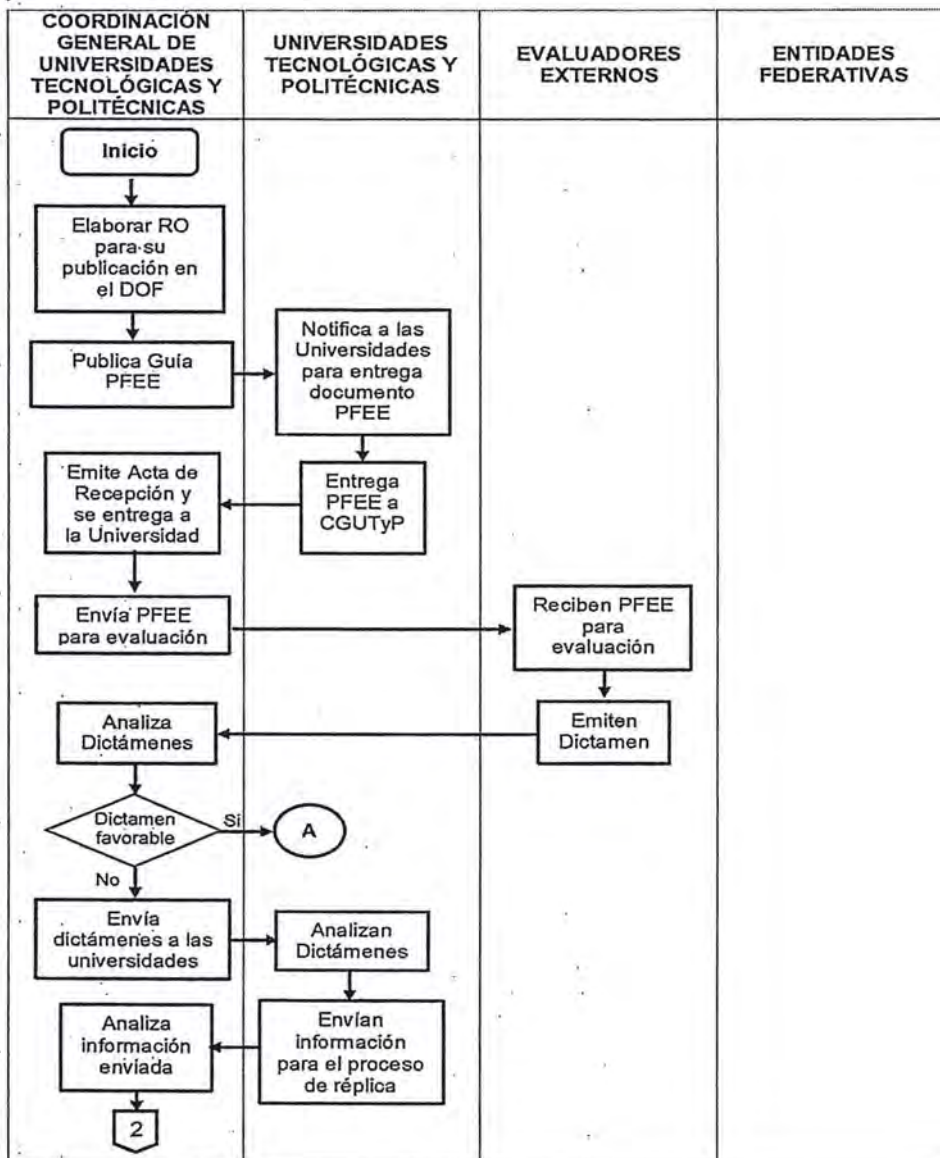 COORDINACIÓN
GENERAL DE
UNIVERSIDADES
TECNOLÓGICAS Y
POLITÉCNICAS
UNIVERSIDADES
TECNOLÓGICAS Y
POLITÉCNICAS
EVALUADORES
EXTERNOS
ENTIDADES
FEDERATIVAS
Inicio
Elaborar RO
para su
publicación en
el DOF
Publica Guía
PFEE
Notifica a las
Universidades
para entrega
documento
PFEE
Entrega
PFEE a
CGUTyP
Emite Acta de
Recepción y
se entrega a
la Universidad
Envía PFEE
para evaluación
Reciben PFEE
para
evaluación
Emiten
Dictamen
Analiza
Dictámenes
Dictamen
favorable
Sí
A
No
Envía
dictámenes a las
universidades
Analizan
Dictámenes
Envían
información
para el proceso
de réplica
Analiza
información
enviada
2